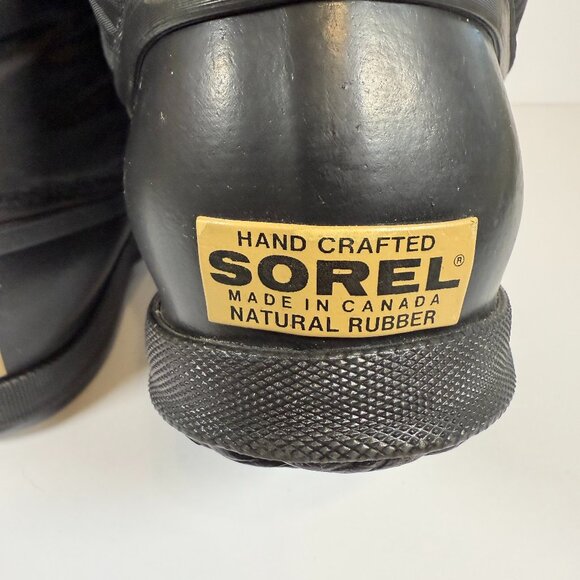 HAND CRAFTED
SOREL®
MADE IN CANADA
NATURAL RUBBER